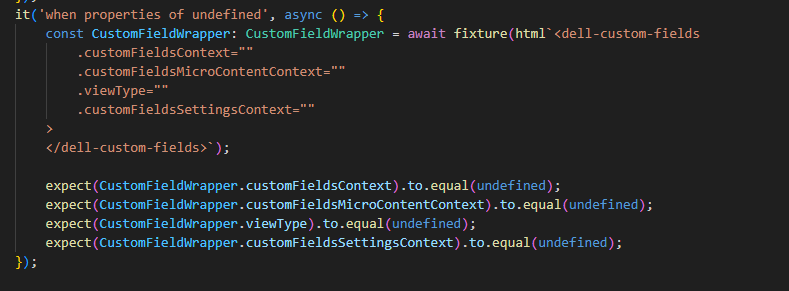 });
it('when properties of undefined', async () => {
    const CustomFieldWrapper: CustomFieldWrapper = await fixture(html`<dell-custom-fields
        .customFieldsContext=""
        .customFieldsMicroContentContext=""
        .viewType=""
        .customFieldsSettingsContext=""
    >
    </dell-custom-fields>`);

    expect(CustomFieldWrapper.customFieldsContext).to.equal(undefined);
    expect(CustomFieldWrapper.customFieldsMicroContentContext).to.equal(undefined);
    expect(CustomFieldWrapper.viewType).to.equal(undefined);
    expect(CustomFieldWrapper.customFieldsSettingsContext).to.equal(undefined);
});